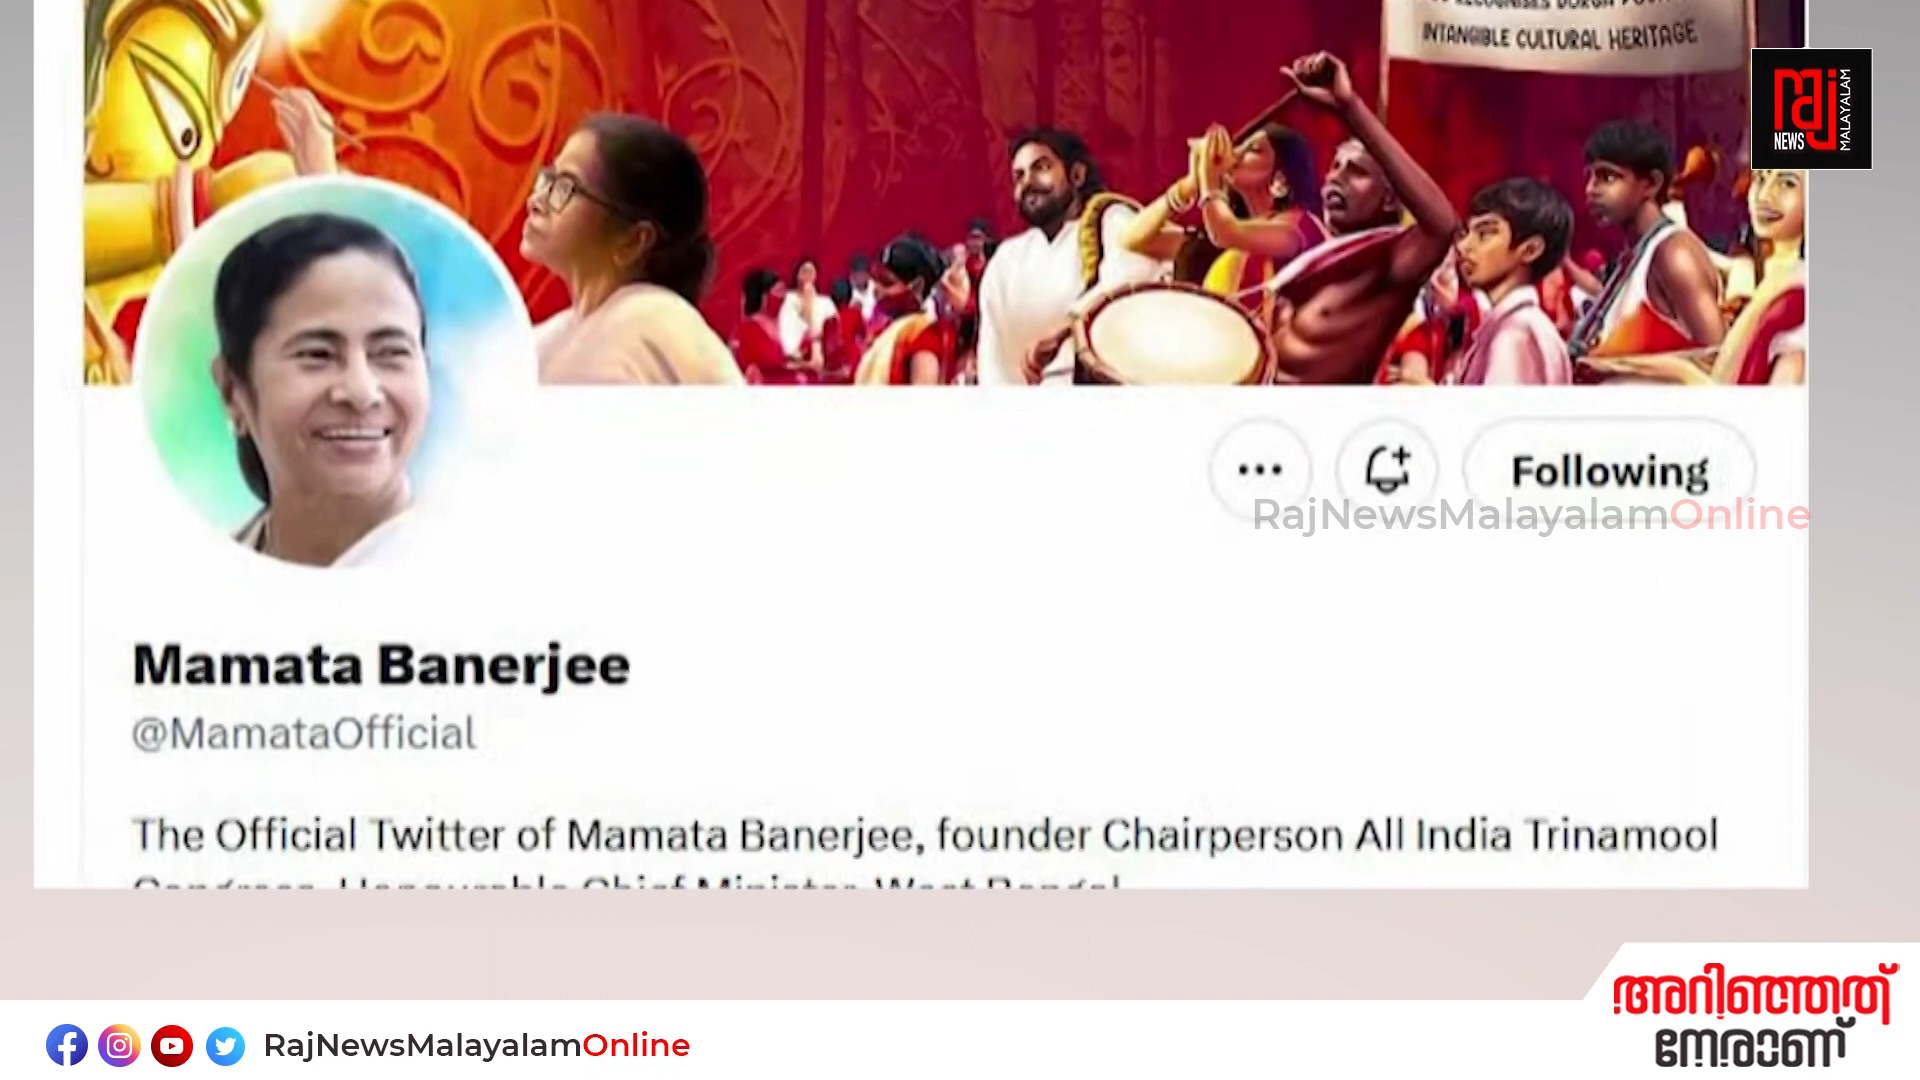 INTANGIBLE CULTURAL HERITAGE
raj
NEWS
MALAYALAM
Following
RajNewsMalayalamOnline
Mamata Banerjee
@MamataOfficial
The Official Twitter of Mamata Banerjee, founder Chairperson All India Trinamool
RajNewsMalayalamOnline
അറിഞ്ഞെത്
നേരാണ്